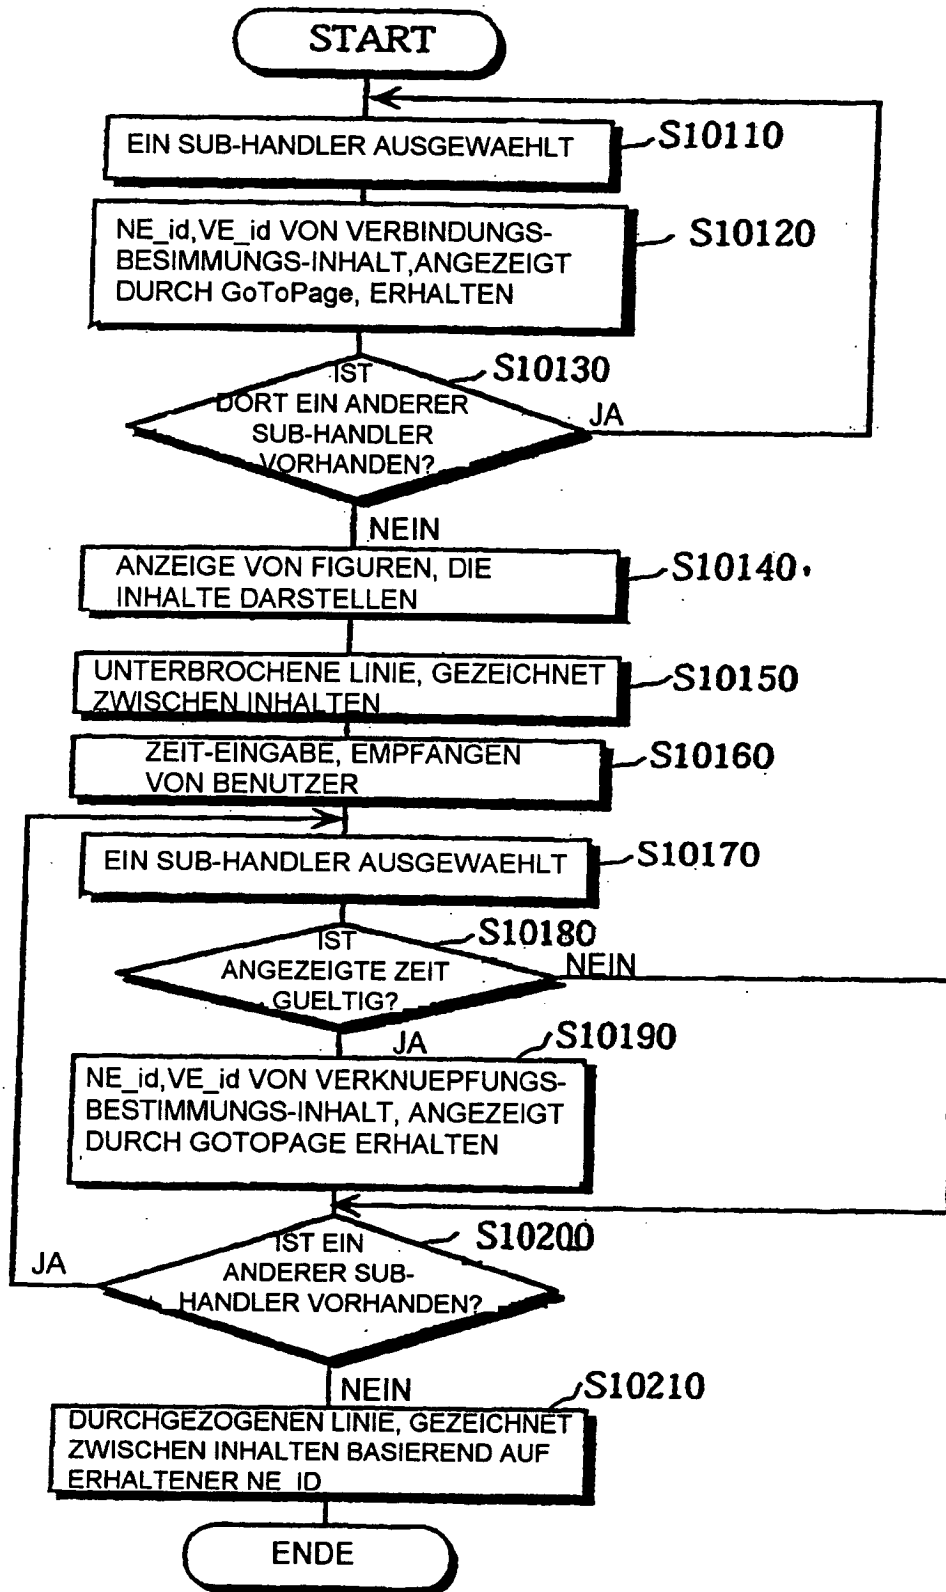 START
EIN SUB-HANDLER AUSGEWAEHLT
S10110
NE_id,VE_id VON VERBINDUNGS-
BESIMMUNGS-INHALT,ANGEZEIGT
DURCH GoToPage, ERHALTEN
S10120
IST
DORT EIN ANDERER
SUB-HANDLER
VORHANDEN?
S10130
JA
NEIN
ANZEIGE VON FIGUREN, DIE
INHALTE DARSTELLEN
S10140
UNTERBROCHENE LINIE, GEZEICHNET
ZWISCHEN INHALTEN
S10150
ZEIT-EINGABE, EMPFANGEN
VON BENUTZER
S10160
EIN SUB-HANDLER AUSGEWAEHLT
S10170
IST
ANGEZEIGTE ZEIT
GUELTIG?
S10180
NEIN
JA
S10190
NE_id,VE_id VON VERKNUEPFUNGS-
BESTIMMUNGS-INHALT, ANGEZEIGT
DURCH GOTOPAGE ERHALTEN
IST EIN
ANDERER SUB-
HANDLER VORHANDEN?
S10200
JA
NEIN
S10210
DURCHGEZOGENEN LINIE, GEZEICHNET
ZWISCHEN INHALTEN BASIEREND AUF
ERHALTENER NE_ID
ENDE